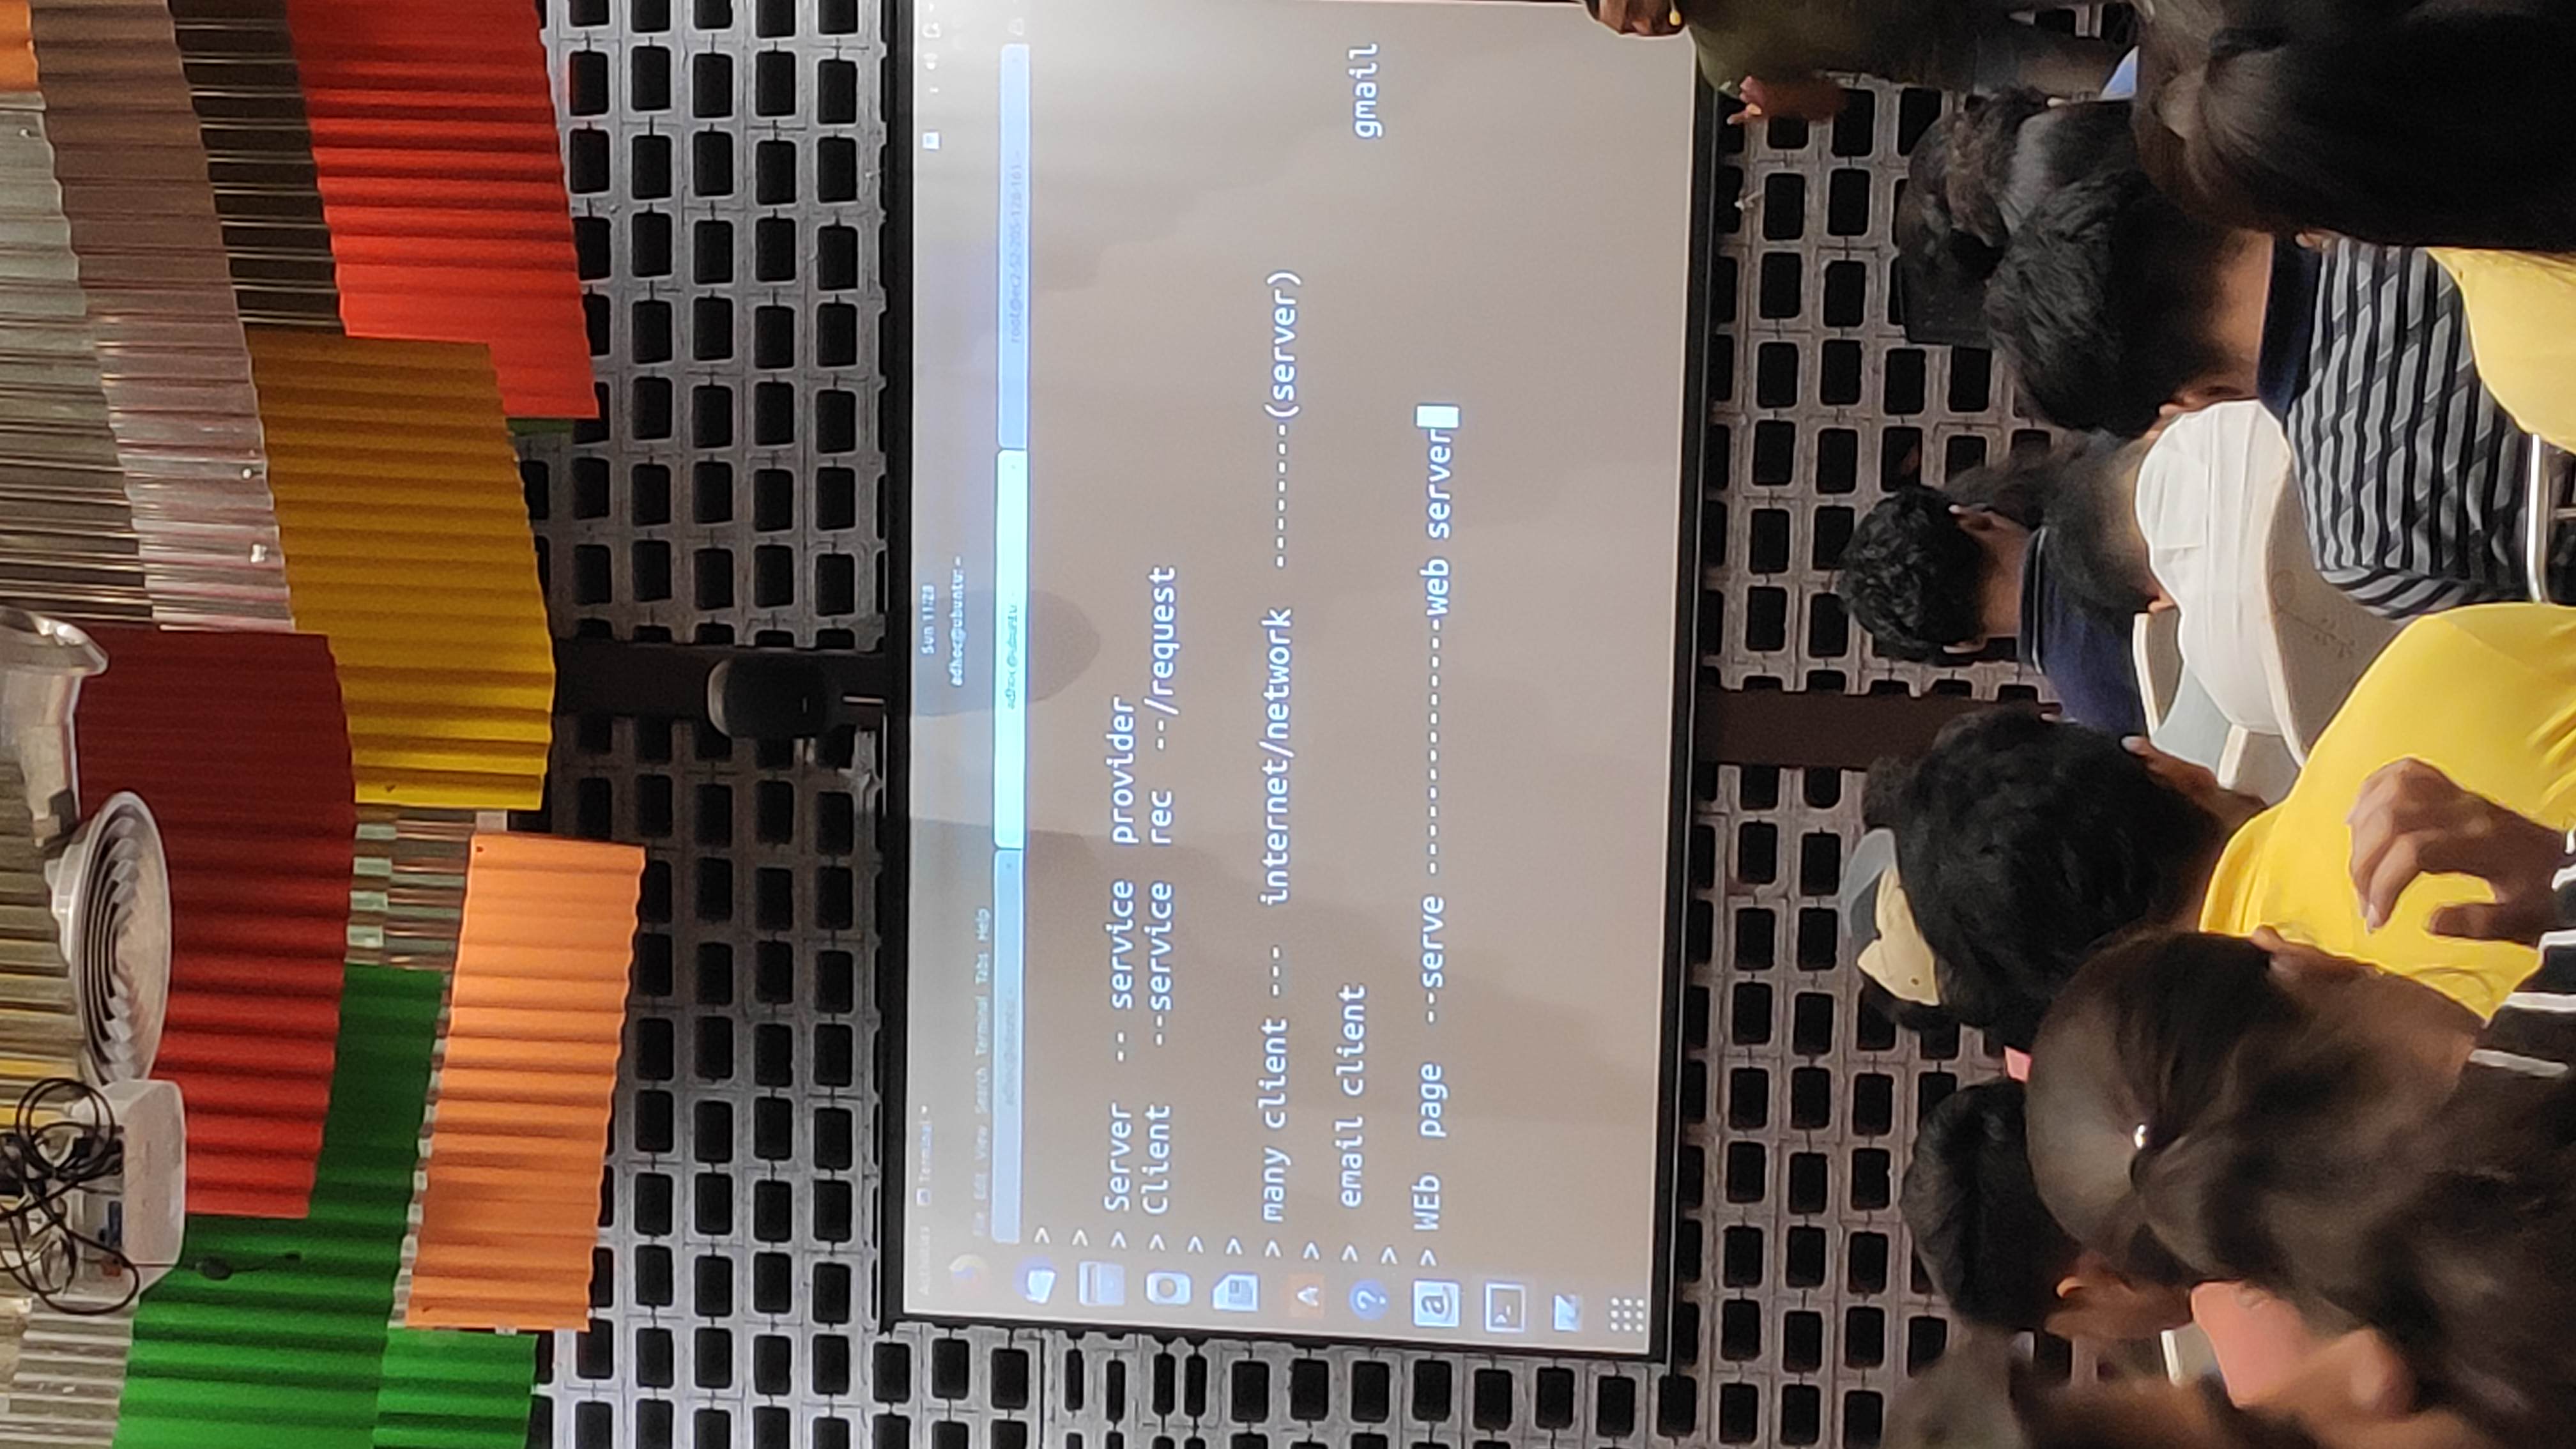 Activities Terminal Sun 11:28
adhoc@ubuntu: ~
File Edit View Search Terminal Tabs Help
adhoc@ubuntu: ~ adhoc@ubuntu: ~ root@ec2-52-205-128-161:~
>
>
> Server -- service provider
> Client --service rec --/request
>
>
> many client --- internet/network --------(server)
>
> email client gmail
>
> WEb page --serve --------------web server